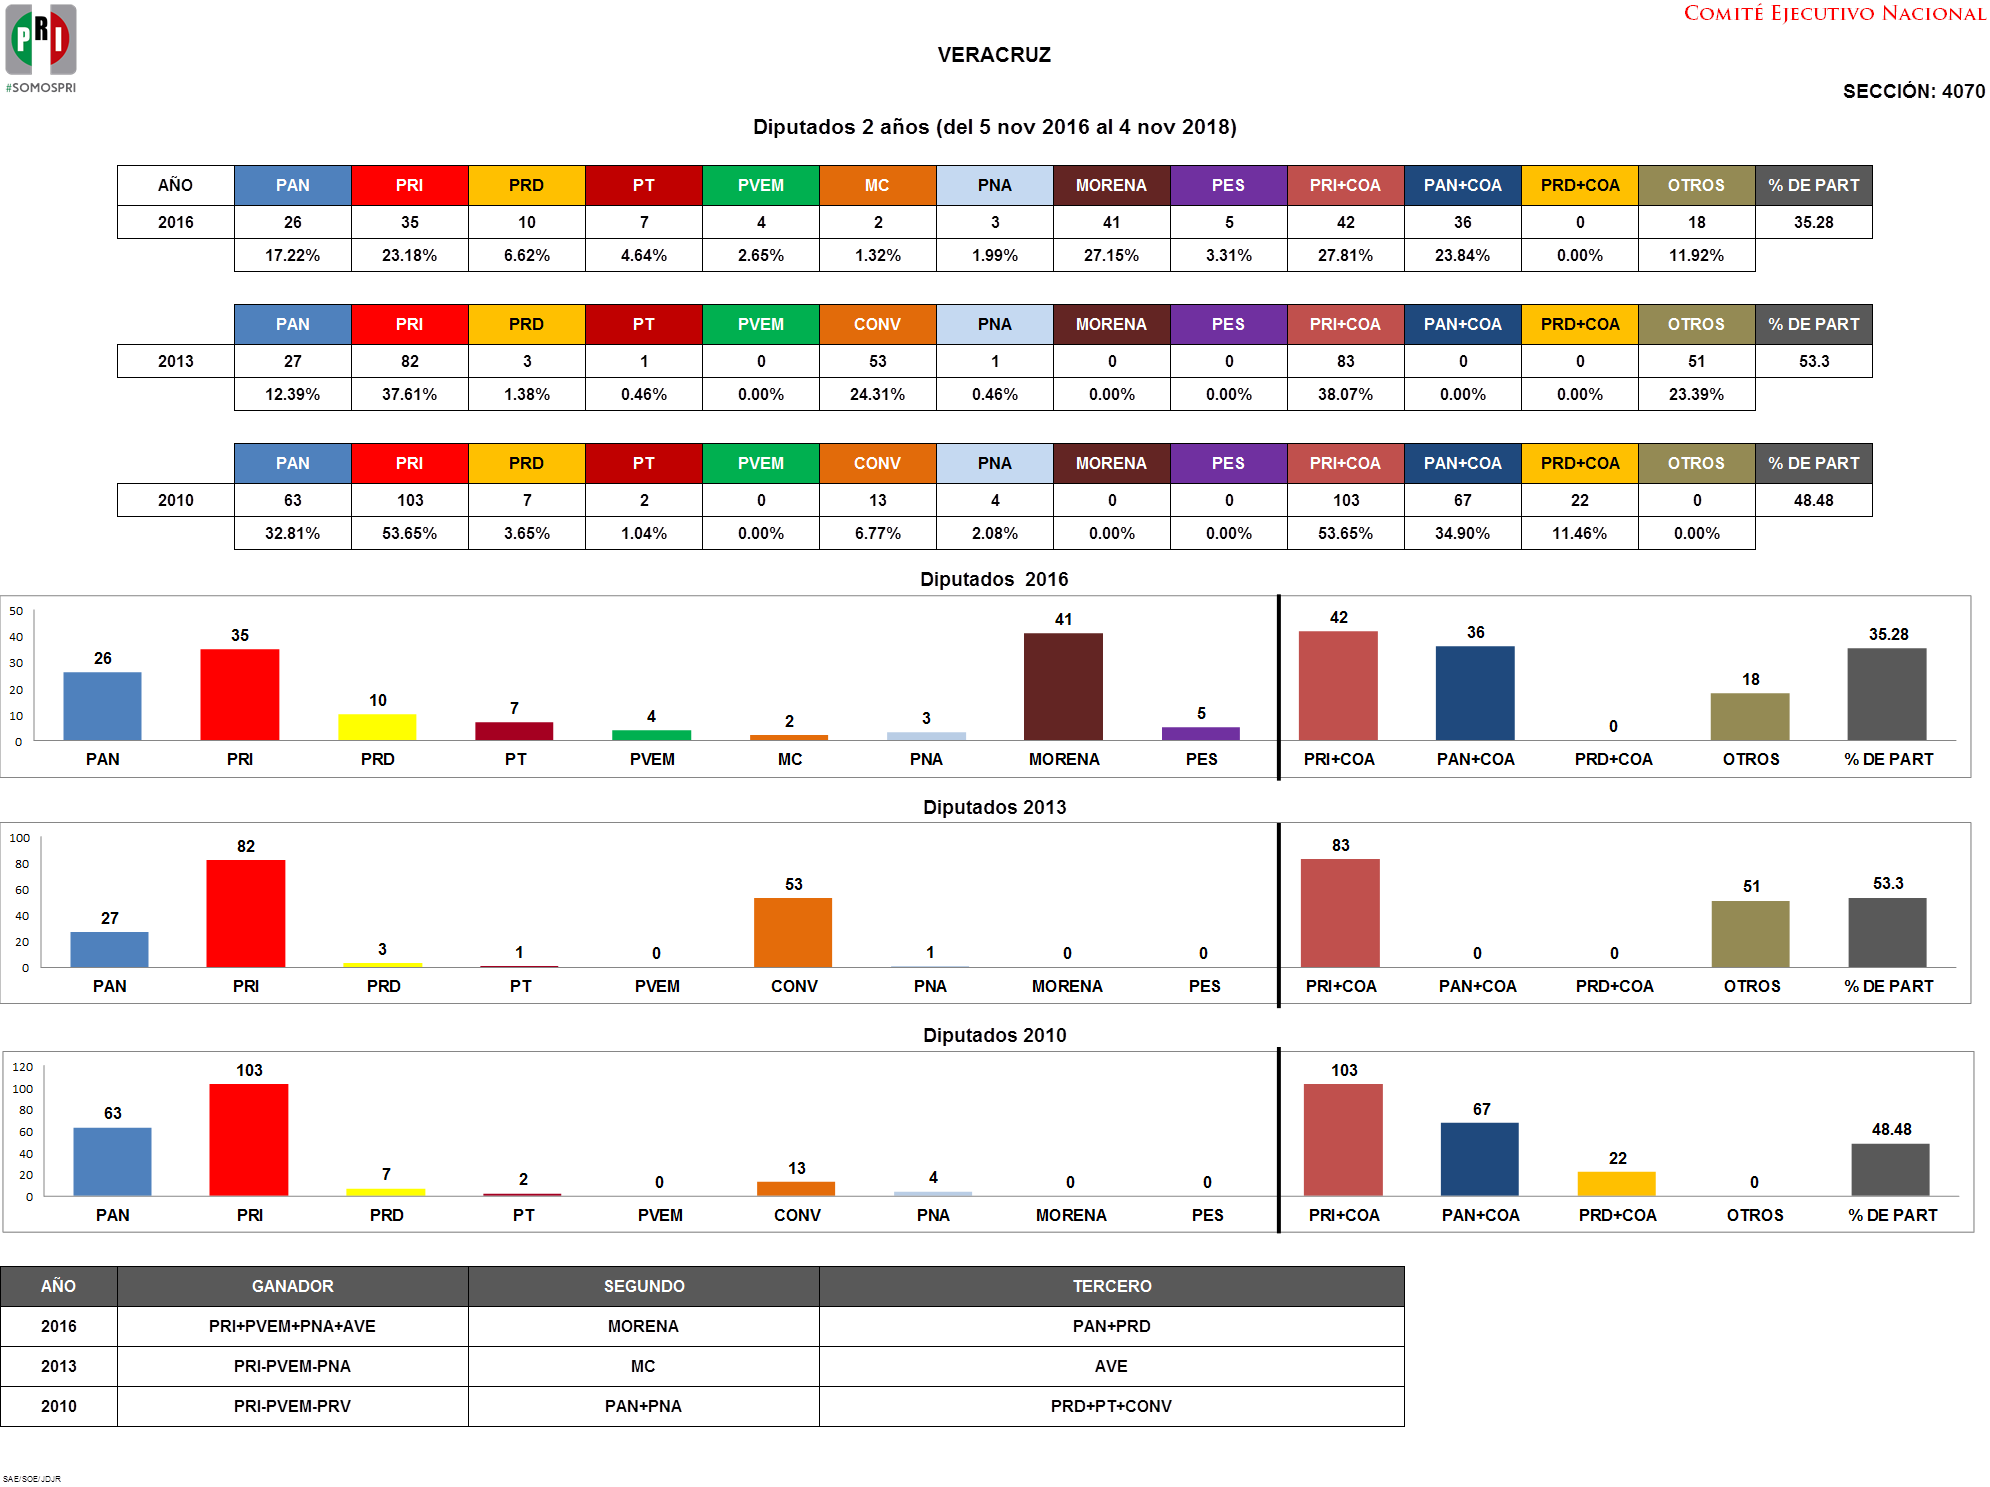 COMITÉ EJECUTIVO NACIONAL
PRI
#SOMOSPRI
VERACRUZ
SECCIÓN: 4070
Diputados 2 años (del 5 nov 2016 al 4 nov 2018)
AÑO PAN PRI PRD PT PVEM MC PNA MORENA PES PRI+COA PAN+COA PRD+COA OTROS % DE PART
2016 26 35 10 7 4 2 3 41 5 42 36 0 18 35.28
17.22% 23.18% 6.62% 4.64% 2.65% 1.32% 1.99% 27.15% 3.31% 27.81% 23.84% 0.00% 11.92%
PAN PRI PRD PT PVEM CONV PNA MORENA PES PRI+COA PAN+COA PRD+COA OTROS % DE PART
2013 27 82 3 1 0 53 1 0 0 83 0 0 51 53.3
12.39% 37.61% 1.38% 0.46% 0.00% 24.31% 0.46% 0.00% 0.00% 38.07% 0.00% 0.00% 23.39%
PAN PRI PRD PT PVEM CONV PNA MORENA PES PRI+COA PAN+COA PRD+COA OTROS % DE PART
2010 63 103 7 2 0 13 4 0 0 103 67 22 0 48.48
32.81% 53.65% 3.65% 1.04% 0.00% 6.77% 2.08% 0.00% 0.00% 53.65% 34.90% 11.46% 0.00%
Diputados 2016
50 40 30 20 10 0
26 35 10 7 4 2 3 41 5 42 36 0 18 35.28
PAN PRI PRD PT PVEM MC PNA MORENA PES PRI+COA PAN+COA PRD+COA OTROS % DE PART
Diputados 2013
100 80 60 40 20 0
27 82 3 1 0 53 1 0 0 83 0 0 51 53.3
PAN PRI PRD PT PVEM CONV PNA MORENA PES PRI+COA PAN+COA PRD+COA OTROS % DE PART
Diputados 2010
120 100 80 60 40 20 0
63 103 7 2 0 13 4 0 0 103 67 22 0 48.48
PAN PRI PRD PT PVEM CONV PNA MORENA PES PRI+COA PAN+COA PRD+COA OTROS % DE PART
AÑO GANADOR SEGUNDO TERCERO
2016 PRI+PVEM+PNA+AVE MORENA PAN+PRD
2013 PRI-PVEM-PNA MC AVE
2010 PRI-PVEM-PRV PAN+PNA PRD+PT+CONV
SAE/SOE/JDJR